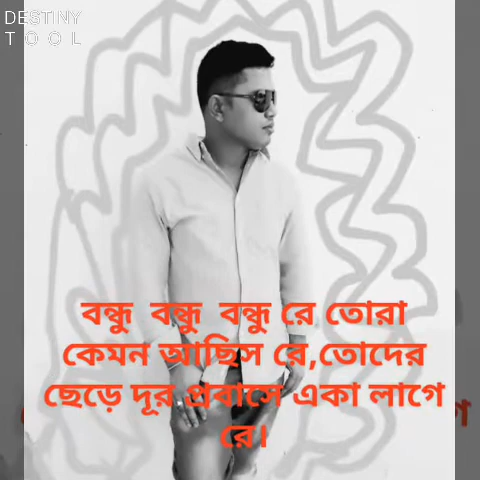 DESTINY
TOOL
বন্ধু বন্ধু বন্ধু রে তোরা
কেমন আছিস রে,তোদের
ছেড়ে দূর প্রবাসে একা লাগে
রে।